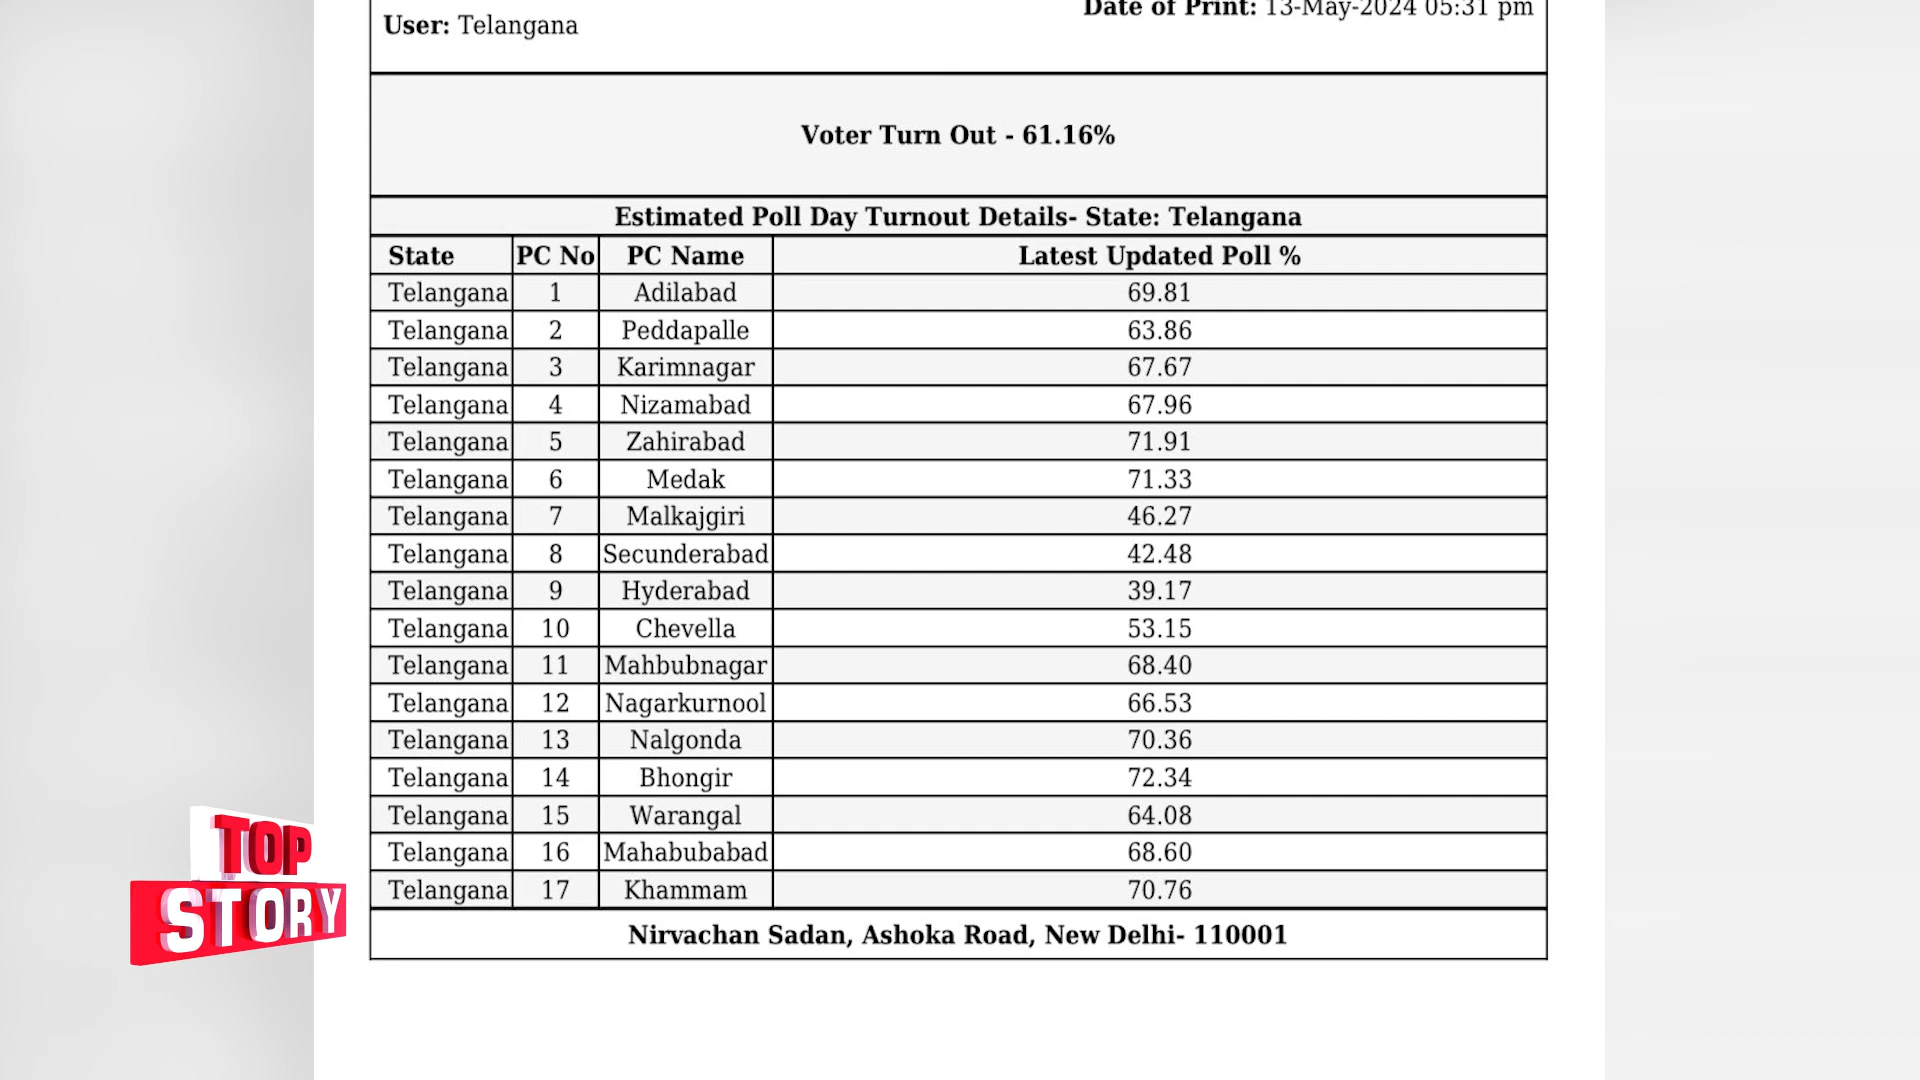 Date of Print: 13-May-2024 05:31 pm
User: Telangana
Voter Turn Out - 61.16%
Estimated Poll Day Turnout Details- State: Telangana
State PC No PC Name Latest Updated Poll %
Telangana 1 Adilabad 69.81
Telangana 2 Peddapalle 63.86
Telangana 3 Karimnagar 67.67
Telangana 4 Nizamabad 67.96
Telangana 5 Zahirabad 71.91
Telangana 6 Medak 71.33
Telangana 7 Malkajgiri 46.27
Telangana 8 Secunderabad 42.48
Telangana 9 Hyderabad 39.17
Telangana 10 Chevella 53.15
Telangana 11 Mahbubnagar 68.40
Telangana 12 Nagarkurnool 66.53
Telangana 13 Nalgonda 70.36
Telangana 14 Bhongir 72.34
Telangana 15 Warangal 64.08
Telangana 16 Mahabubabad 68.60
Telangana 17 Khammam 70.76
Nirvachan Sadan, Ashoka Road, New Delhi- 110001
TOP
STORY